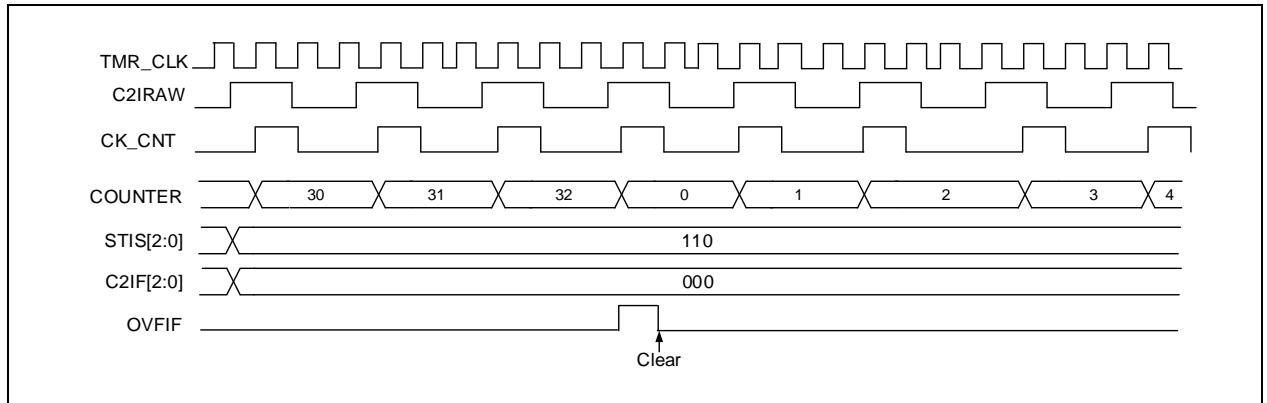 TMR_CLK
C2IRAW
CK_CNT
COUNTER 30 31 32 0 1 2 3 4
STIS[2:0] 110
C2IF[2:0] 000
OVFIF
Clear